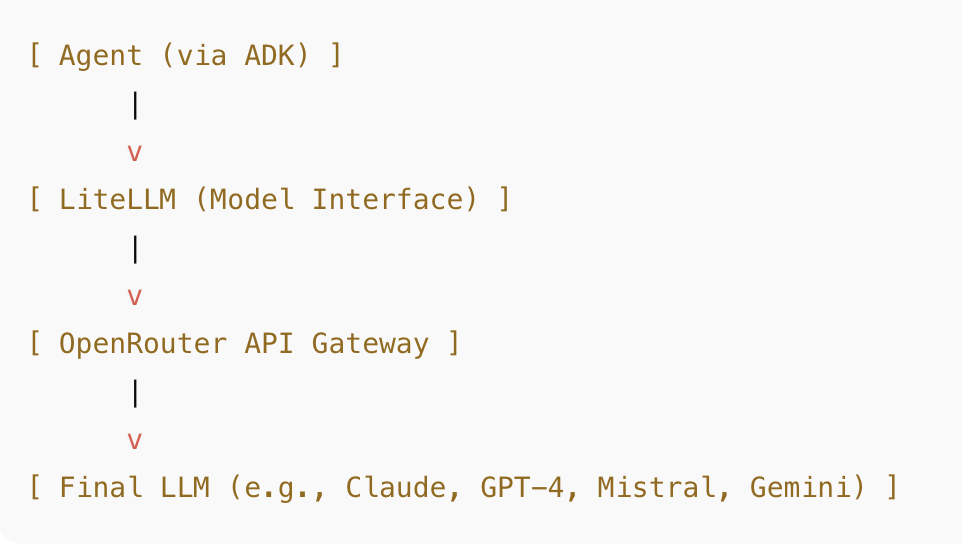 [ Agent (via ADK) ]
|
v
[ LiteLLM (Model Interface) ]
|
v
[ OpenRouter API Gateway ]
|
v
[ Final LLM (e.g., Claude, GPT-4, Mistral, Gemini) ]